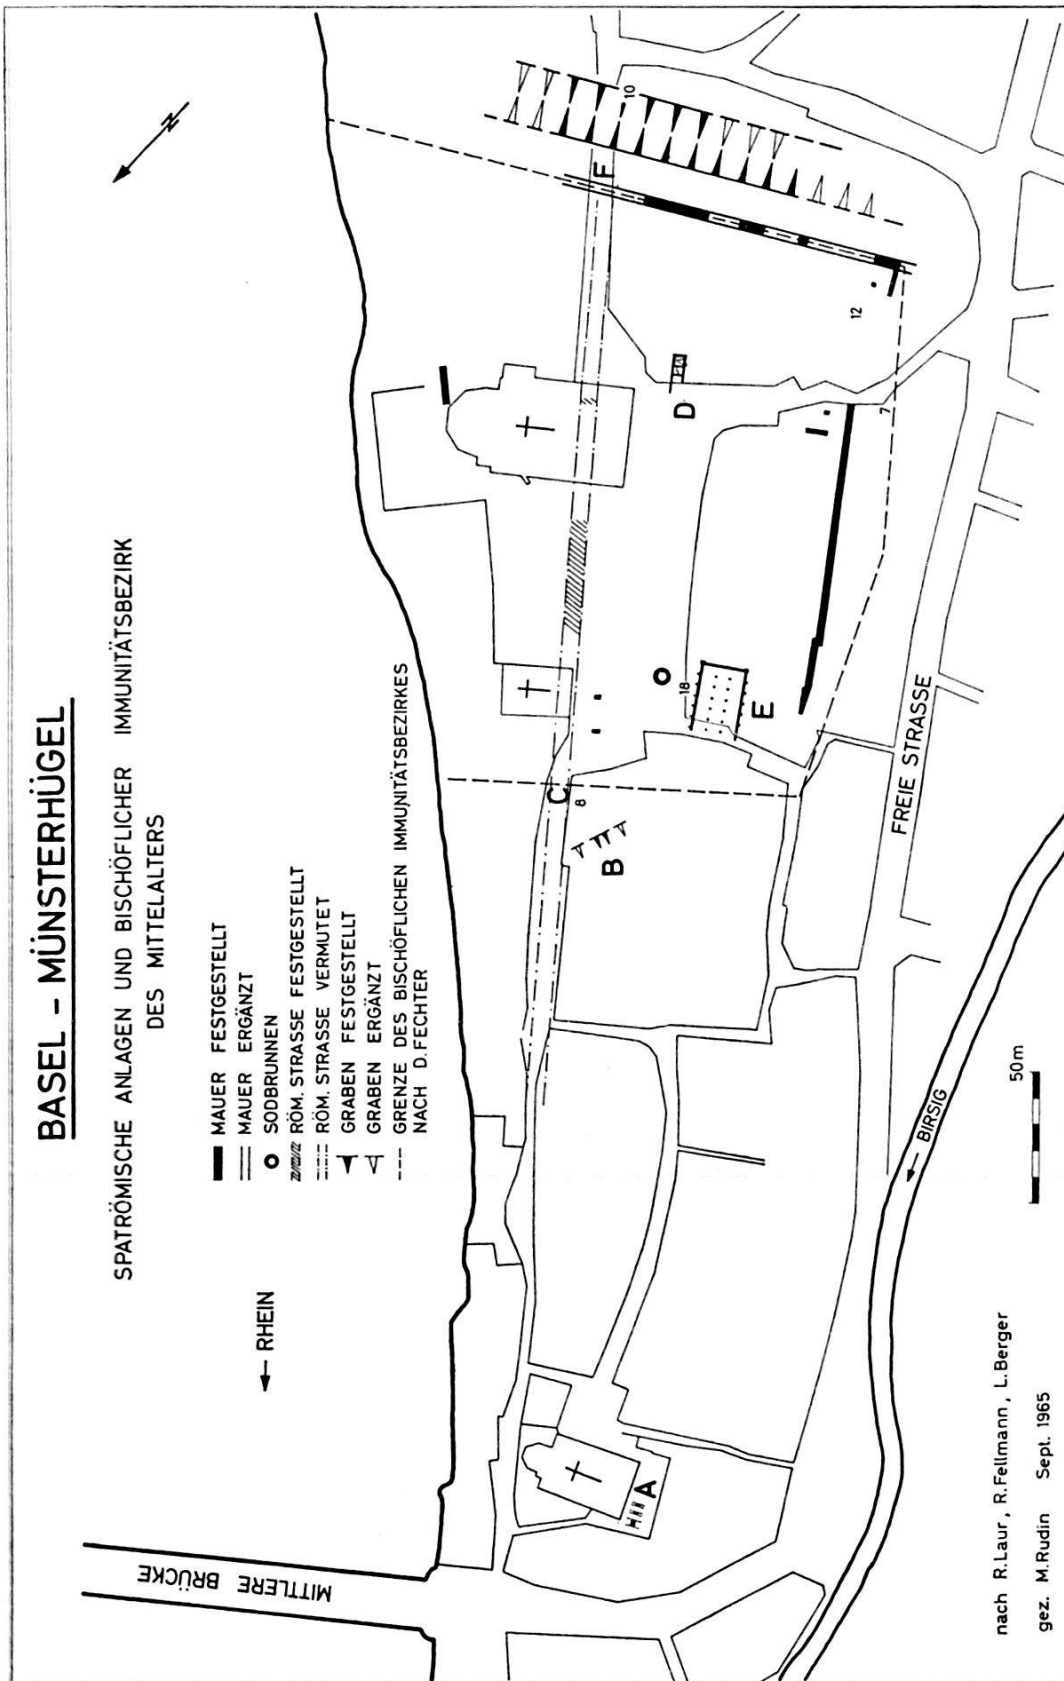 BASEL - MÜNSTERHÜGEL
SPATRÖMISCHE ANLAGEN UND BISCHÖFLICHER IMMUNITÄTSBEZIRK
DES MITTELALTERS
MAUER FESTGESTELLT
MAUER ERGÄNZT
SODBRUNNEN
RÖM. STRASSE FESTGESTELLT
RÖM. STRASSE VERMUTET
GRABEN FESTGESTELLT
GRABEN ERGÄNZT
GRENZE DES BISCHÖFLICHEN IMMUNITÄTSBEZIRKES
NACH D. FECHTER
N
← RHEIN
MITTLERE BRÜCKE
A
B
C
8
18
E
D
F
10
12
7
FREIE STRASSE
← BIRSIG
50m
nach R. Laur, R. Fellmann, L. Berger
gez. M. Rudin Sept. 1965